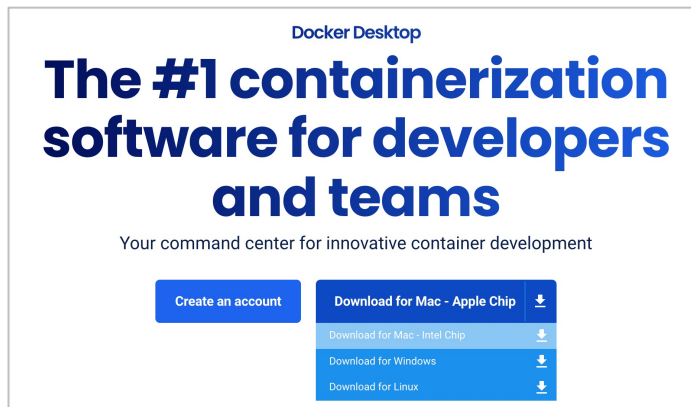 Docker Desktop
The #1 containerization
software for developers
and teams
Your command center for innovative container development
Create an account
Download for Mac - Apple Chip
Download for Mac - Intel Chip
Download for Windows
Download for Linux